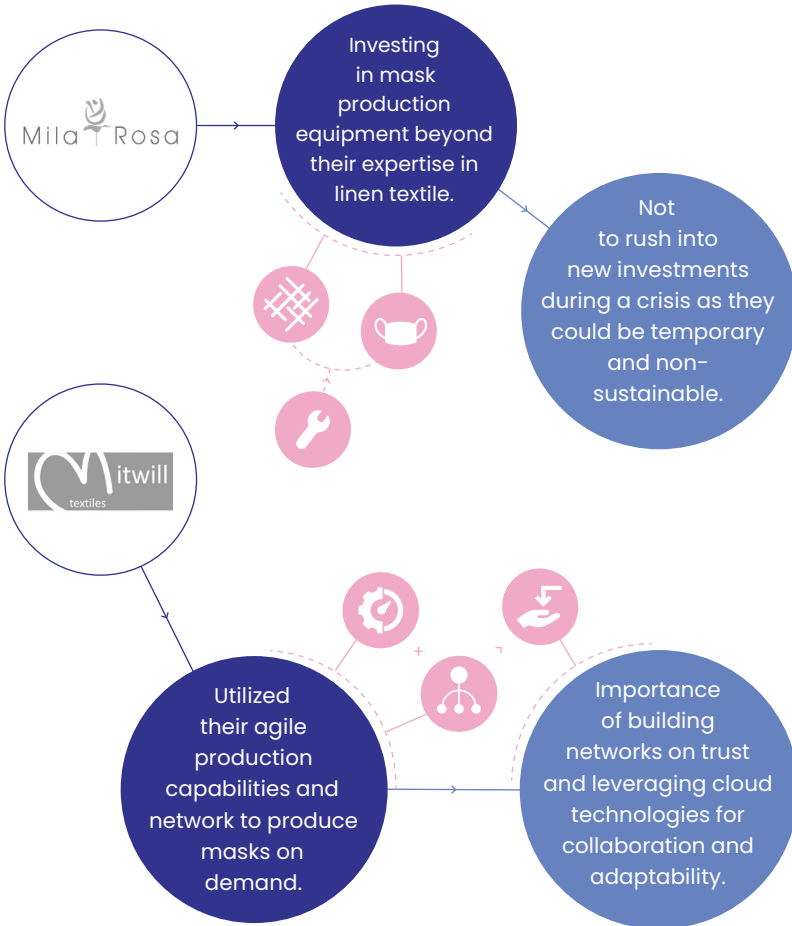 Mila Rosa
Investing
in mask
production
equipment beyond
their expertise in
linen textile.
Not
to rush into
new investments
during a crisis as they
could be temporary
and non-
sustainable.
Mitwill
textiles
Utilized
their agile
production
capabilities and
network to produce
masks on
demand.
Importance
of building
networks on trust
and leveraging cloud
technologies for
collaboration and
adaptability.